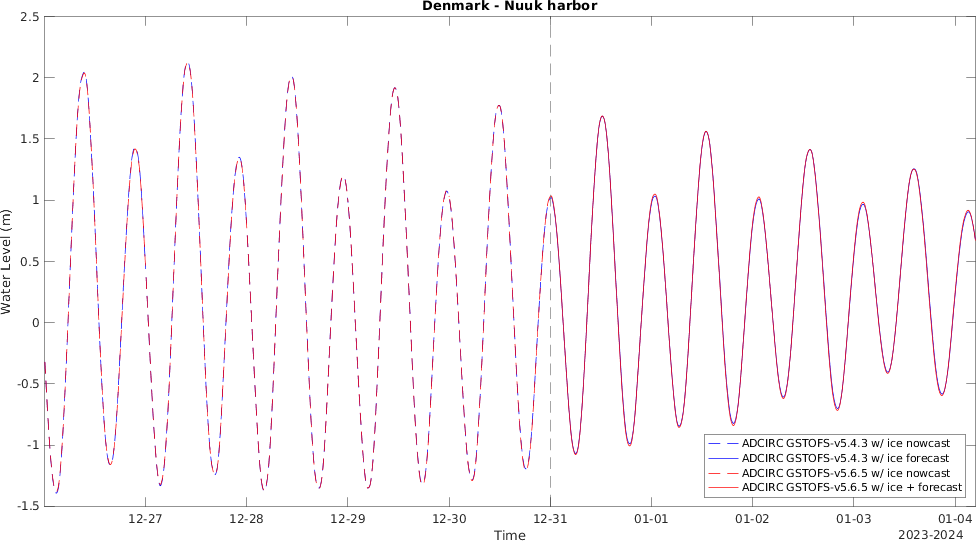 Denmark - Nuuk harbor
2.5
2
1.5
1
0.5
0
-0.5
-1
-1.5
Water Level (m)
12-27 12-28 12-29 12-30 12-31 01-01 01-02 01-03 01-04
Time
2023-2024
ADCIRC GSTOFS-v5.4.3 w/ ice nowcast
ADCIRC GSTOFS-v5.4.3 w/ ice forecast
ADCIRC GSTOFS-v5.6.5 w/ ice nowcast
ADCIRC GSTOFS-v5.6.5 w/ ice + forecast